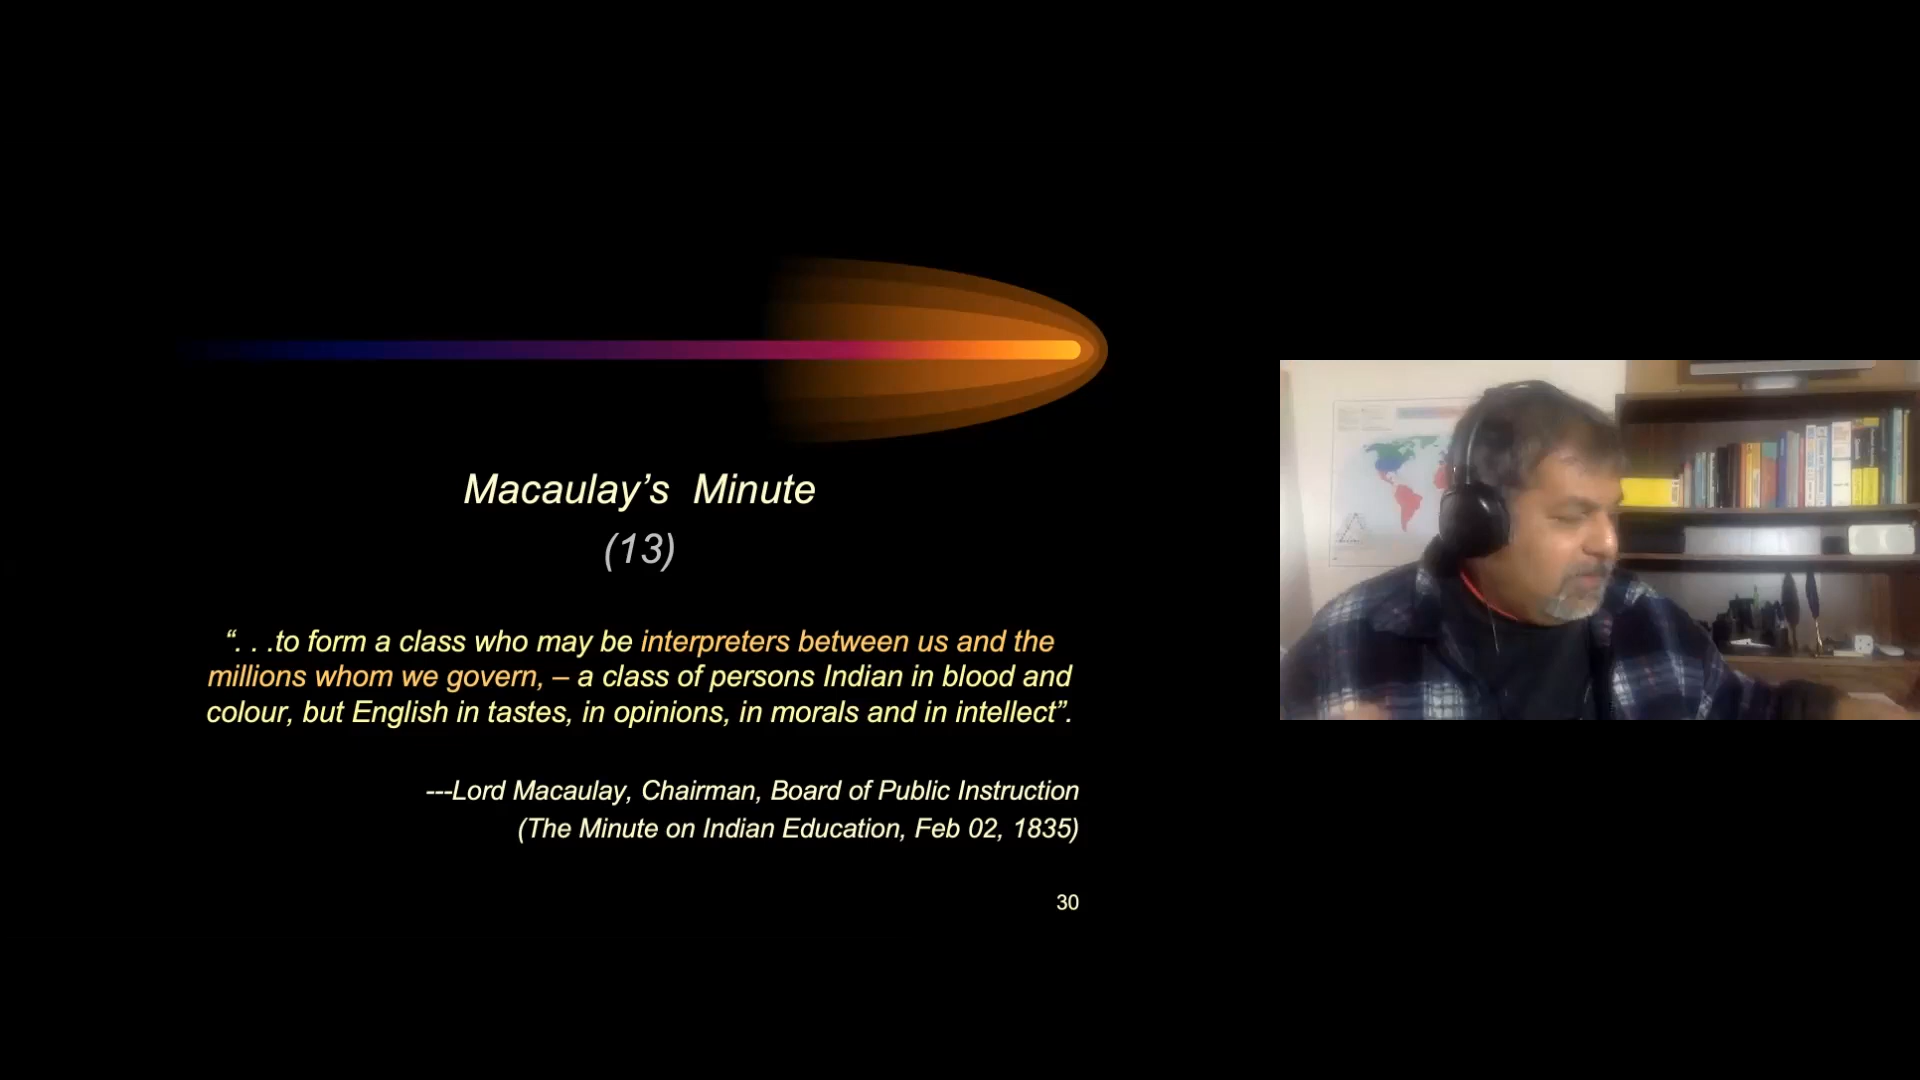 Macaulay’s Minute
(13)
“. . .to form a class who may be interpreters between us and the
millions whom we govern, – a class of persons Indian in blood and
colour, but English in tastes, in opinions, in morals and in intellect”.
---Lord Macaulay, Chairman, Board of Public Instruction
(The Minute on Indian Education, Feb 02, 1835)
30